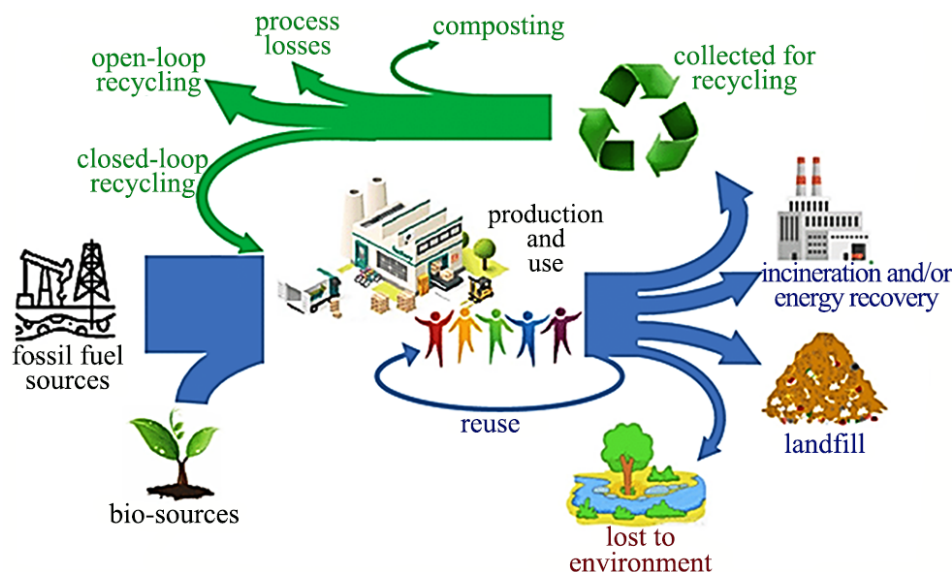 process
losses
composting
open-loop
recycling
collected for
recycling
closed-loop
recycling
production
and
use
fossil fuel
sources
incineration and/or
energy recovery
reuse
landfill
bio-sources
lost to
environment